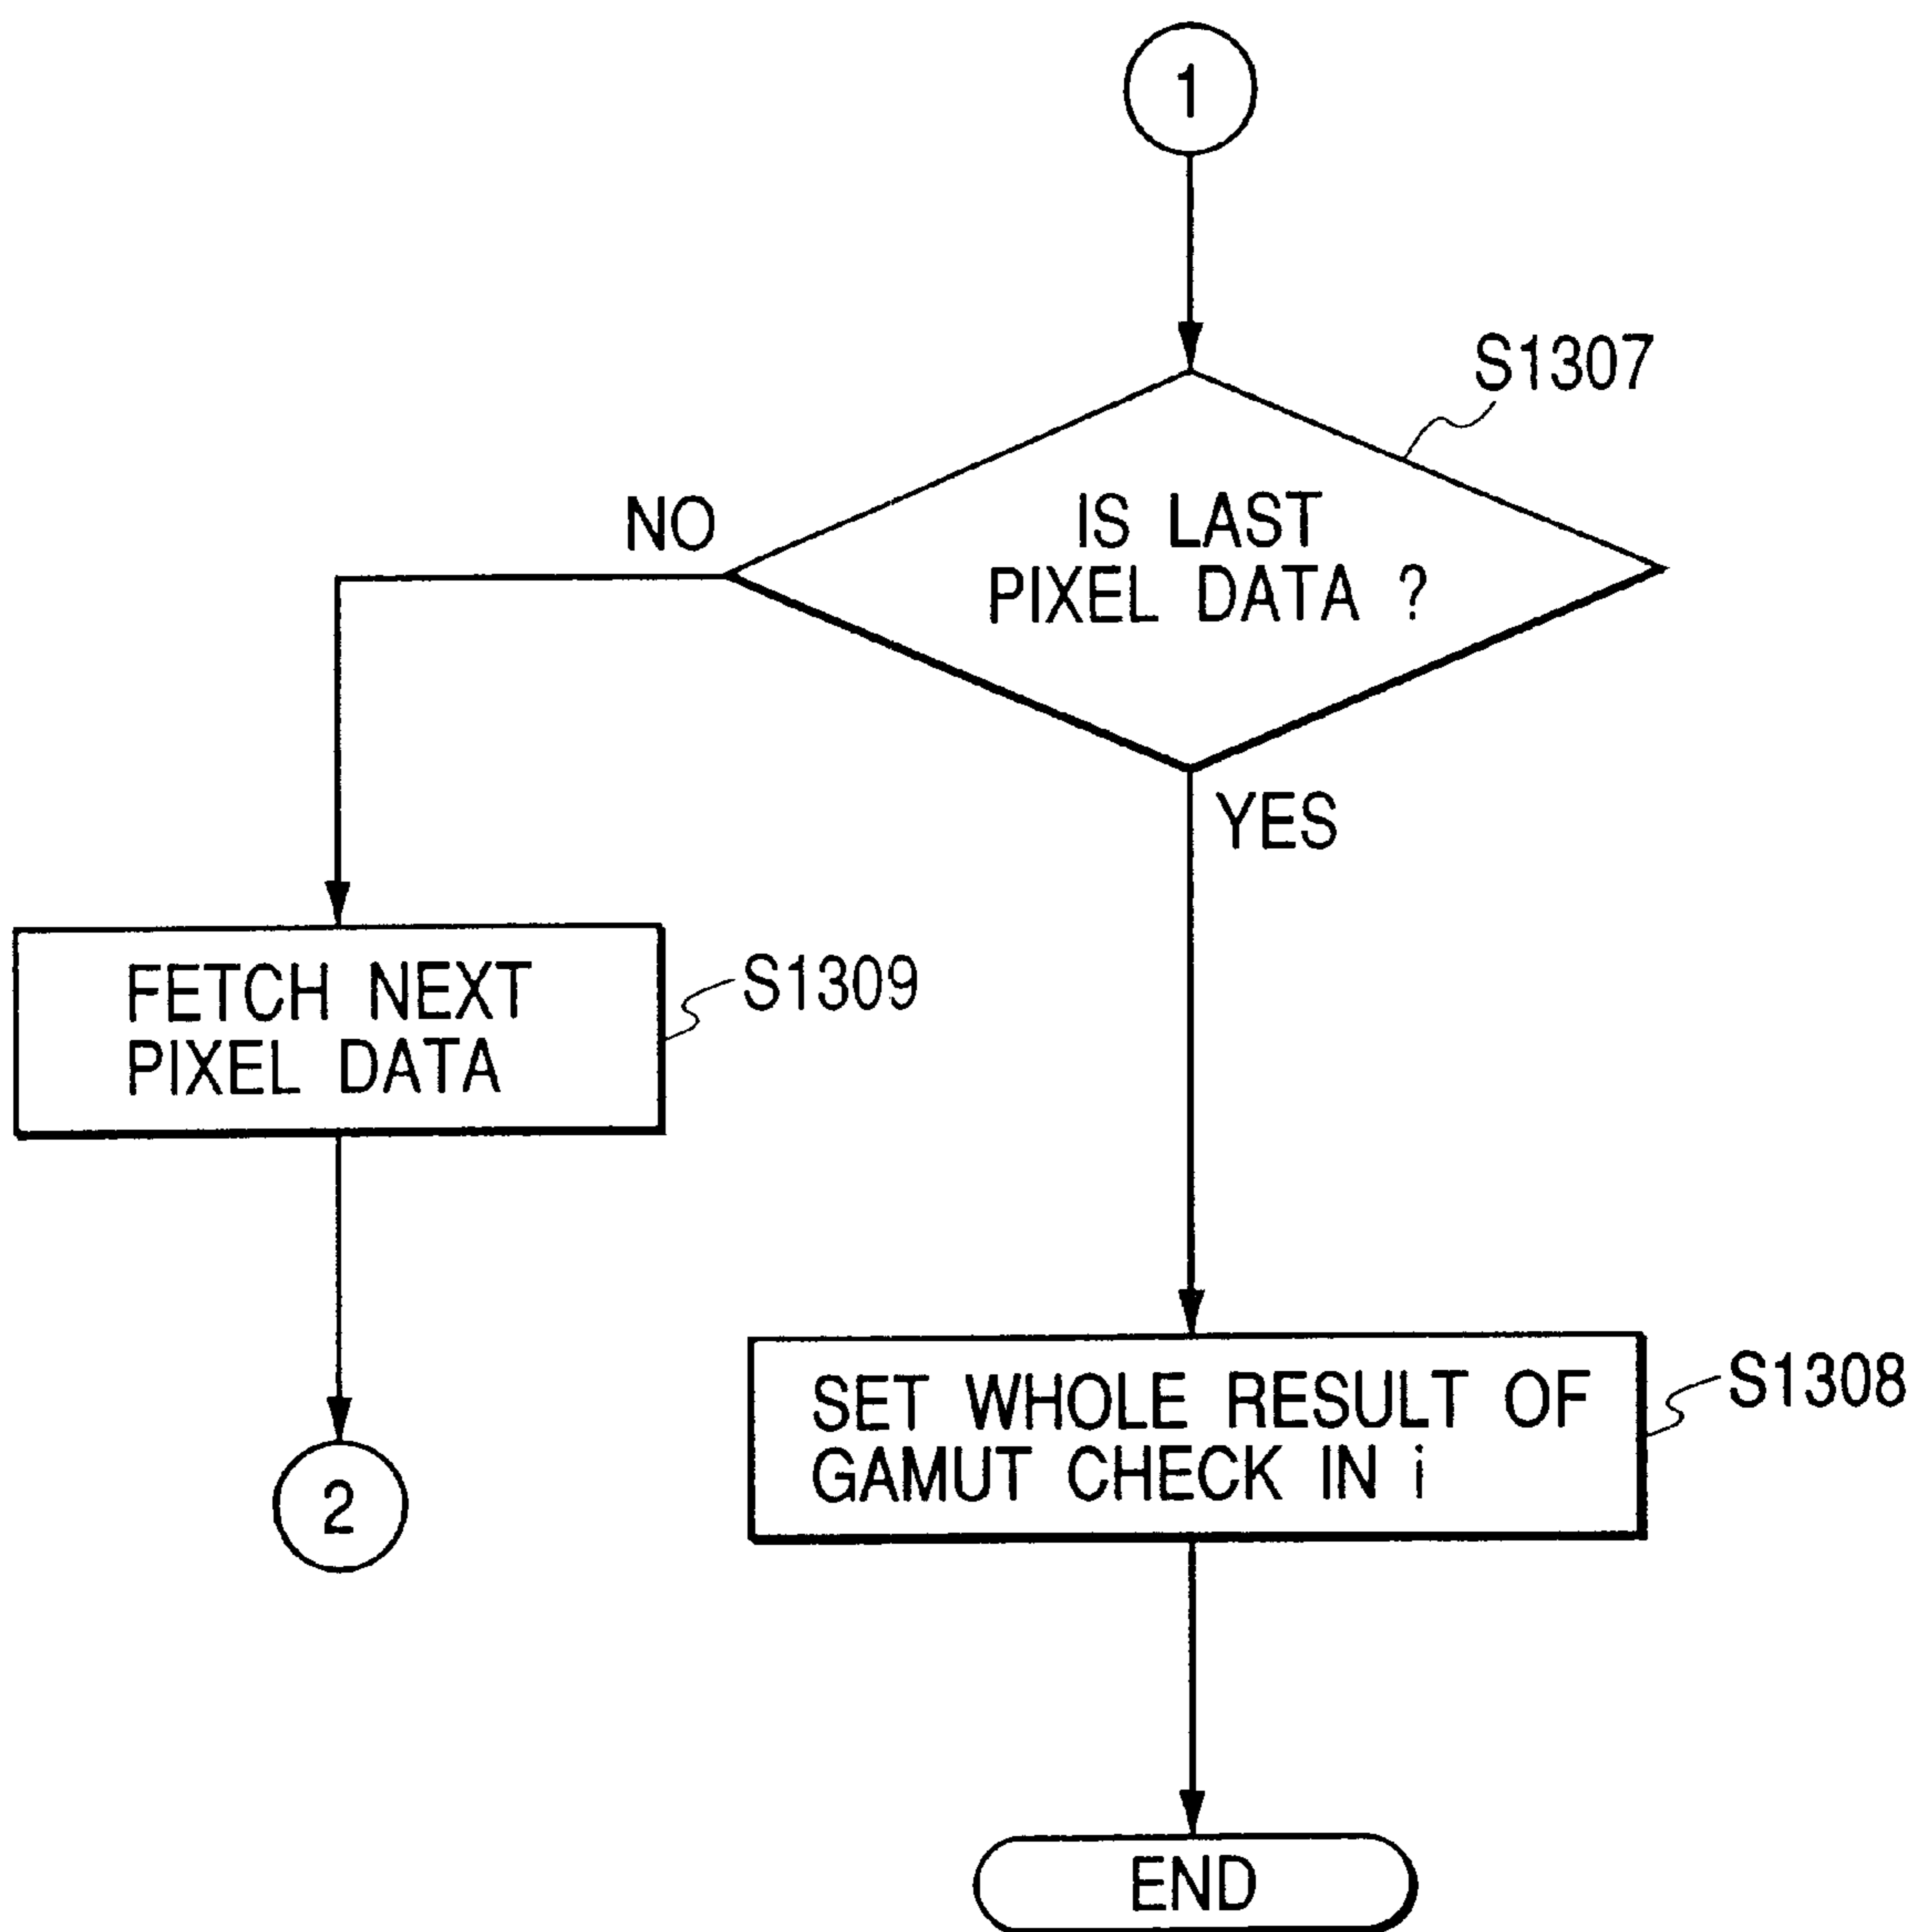 1
S1307
NO
IS LAST
PIXEL DATA ?
YES
FETCH NEXT
PIXEL DATA
S1309
SET WHOLE RESULT OF
GAMUT CHECK IN i
S1308
2
END